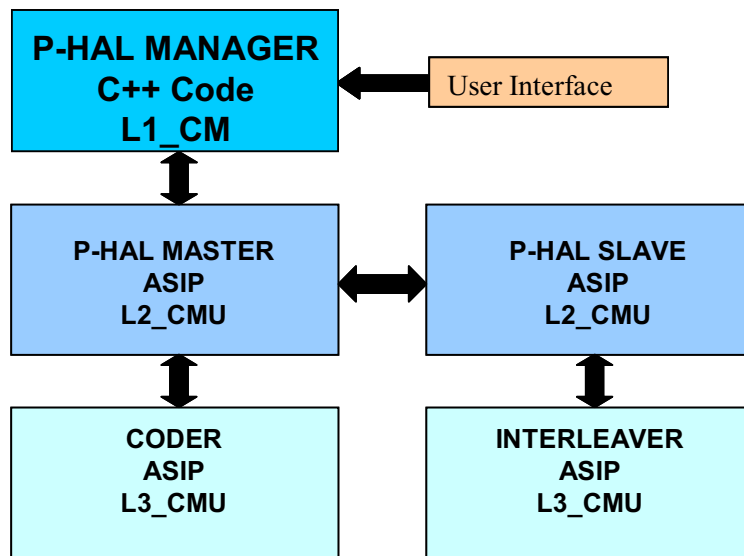 P-HAL MANAGER
C++ Code
L1_CM
User Interface
P-HAL MASTER
ASIP
L2_CMU
P-HAL SLAVE
ASIP
L2_CMU
CODER
ASIP
L3_CMU
INTERLEAVER
ASIP
L3_CMU